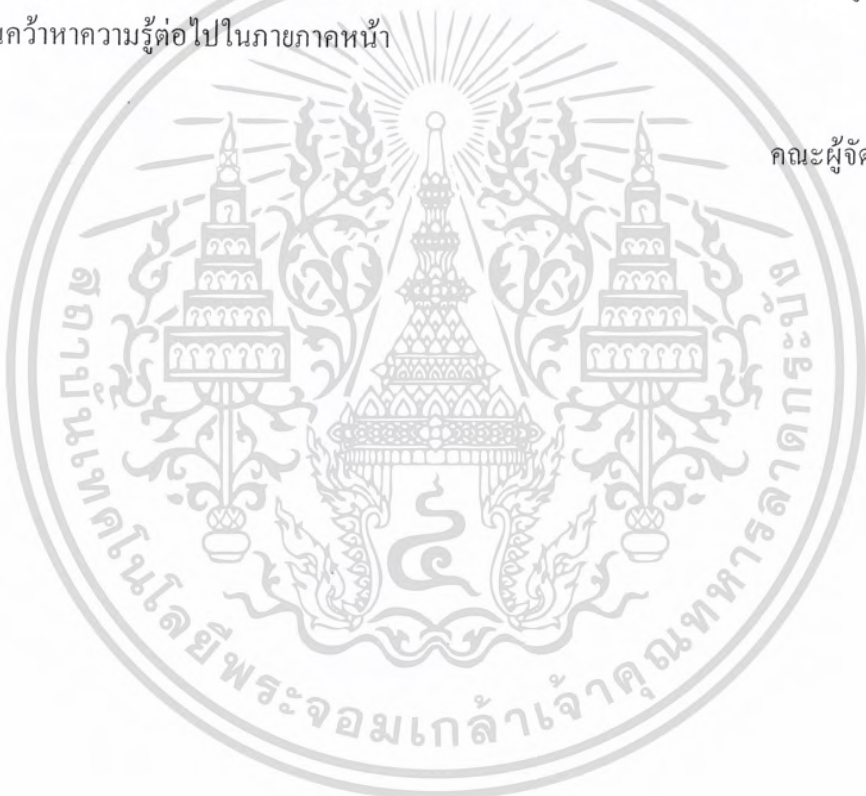 นคว้าหาความรู้ต่อไปในภายภาคหน้า
คณะผู้จัด
สถาบันเทคโนโลยีพระจอมเกล้าเจ้าคุณทหารลาดกระบัง
๔